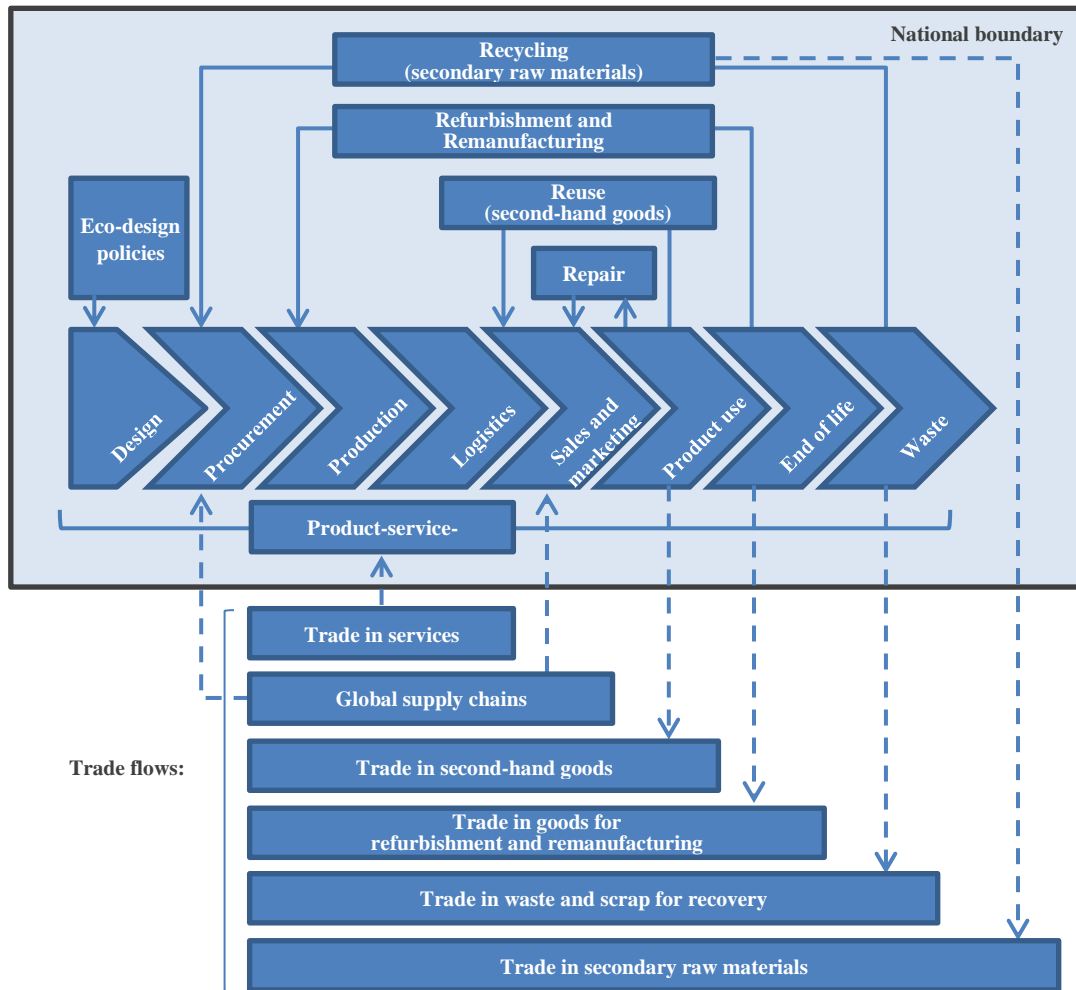 National boundary
Recycling
(secondary raw materials)
Refurbishment and
Remanufacturing
Reuse
(second-hand goods)
Eco-design
policies
Repair
Design
Procurement
Production
Logistics
Sales and
marketing
Product use
End of life
Waste
Product-service-
Trade in services
Global supply chains
Trade flows:
Trade in second-hand goods
Trade in goods for
refurbishment and remanufacturing
Trade in waste and scrap for recovery
Trade in secondary raw materials